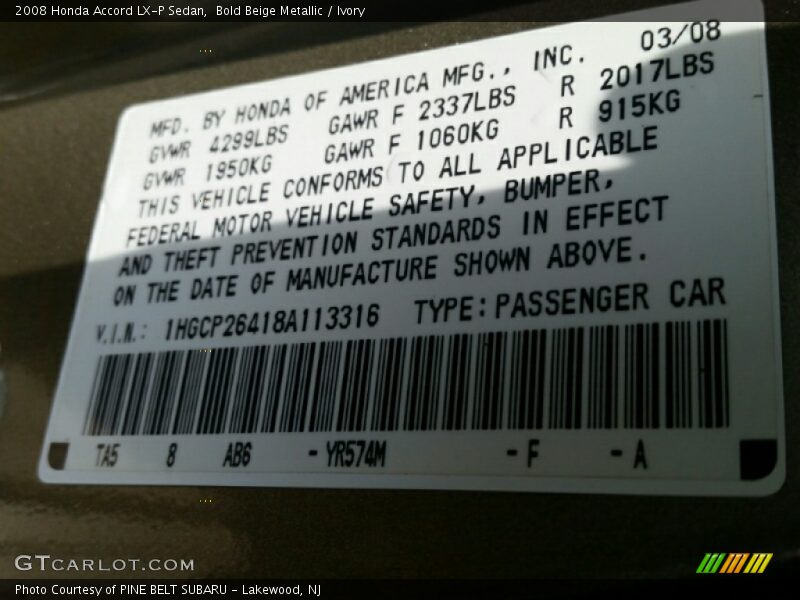 2008 Honda Accord LX-P Sedan,  Bold Beige Metallic / Ivory
03/08
MFD. BY HONDA OF AMERICA MFG., INC.
GVWR 4299LBS GAWR F 2337LBS R 2017LBS
GVWR 1950KG GAWR F 1060KG R 915KG
THIS VEHICLE CONFORMS TO ALL APPLICABLE
FEDERAL MOTOR VEHICLE SAFETY, BUMPER,
AND THEFT PREVENTION STANDARDS IN EFFECT
ON THE DATE OF MANUFACTURE SHOWN ABOVE.
V.I.N.: 1HGCP26418A113316 TYPE:PASSENGER CAR
TA5 8 AB6 -YR574M -F -A
GTCARLOT.COM
Photo Courtesy of PINE BELT SUBARU - Lakewood, NJ